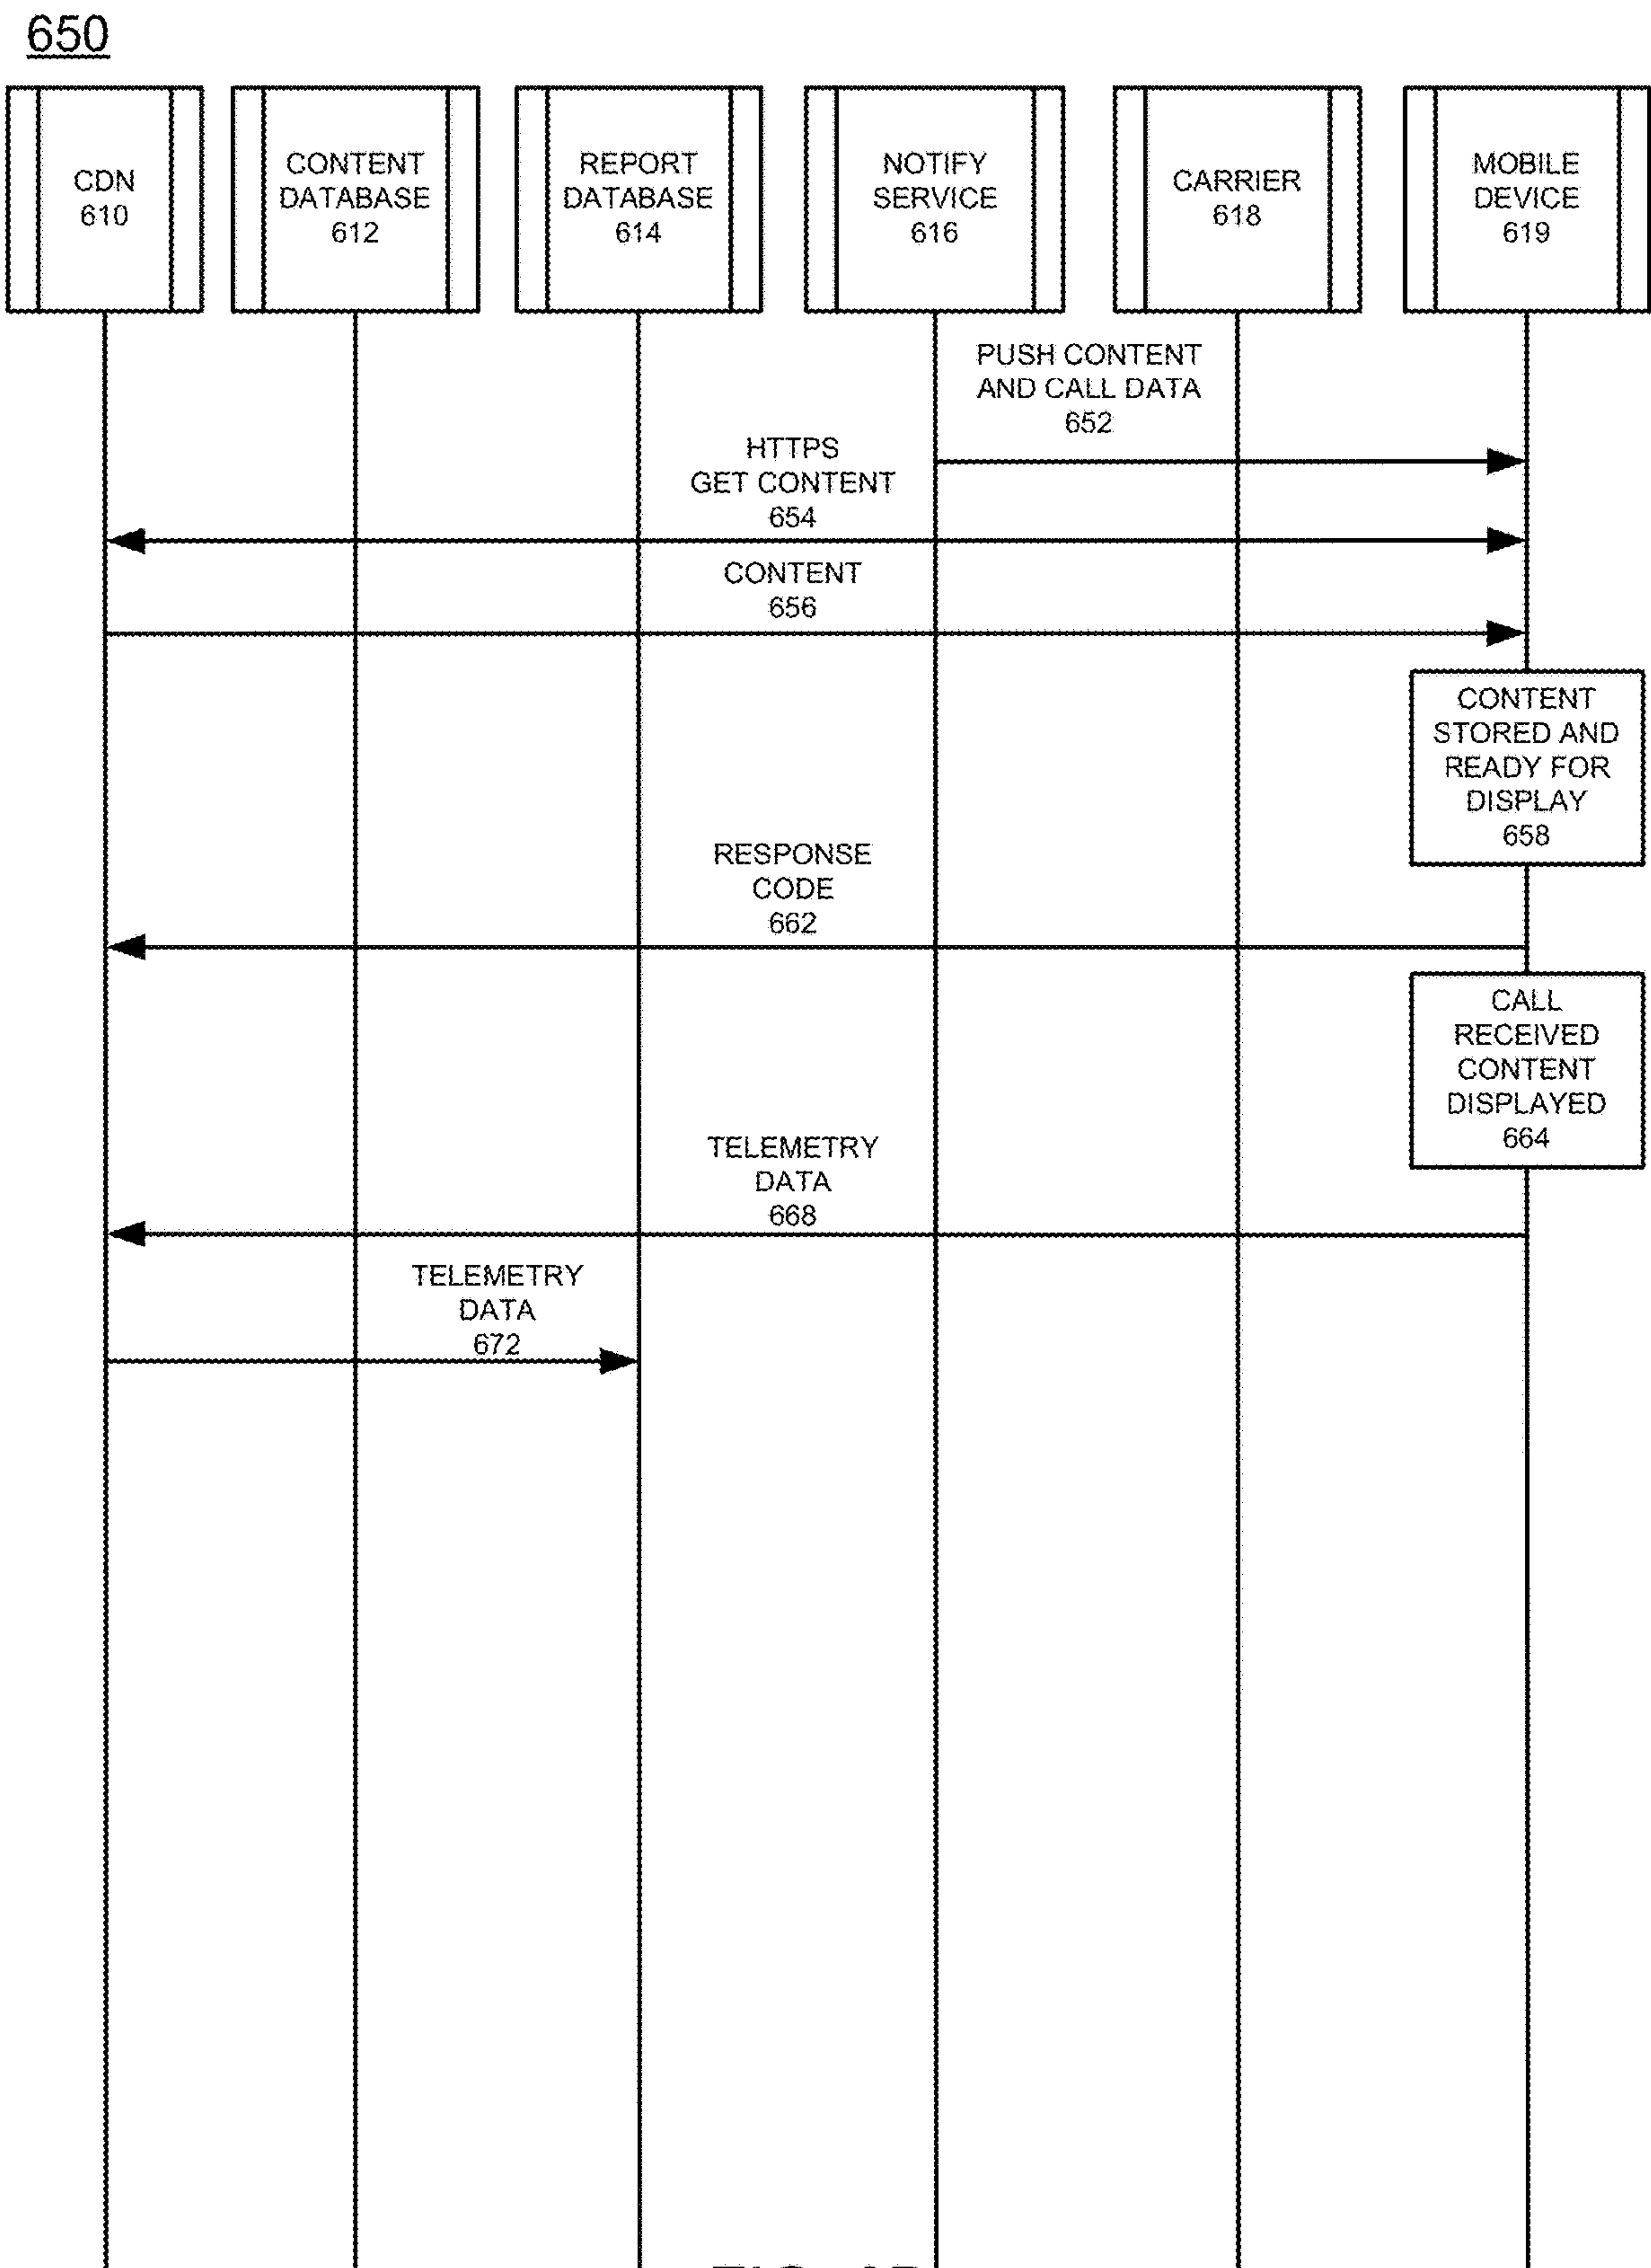 650
CDN
610
CONTENT
DATABASE
612
REPORT
DATABASE
614
NOTIFY
SERVICE
616
CARRIER
618
MOBILE
DEVICE
619
PUSH CONTENT
AND CALL DATA
652
HTTPS
GET CONTENT
654
CONTENT
656
CONTENT
STORED AND
READY FOR
DISPLAY
658
RESPONSE
CODE
662
CALL
RECEIVED
CONTENT
DISPLAYED
664
TELEMETRY
DATA
668
TELEMETRY
DATA
672